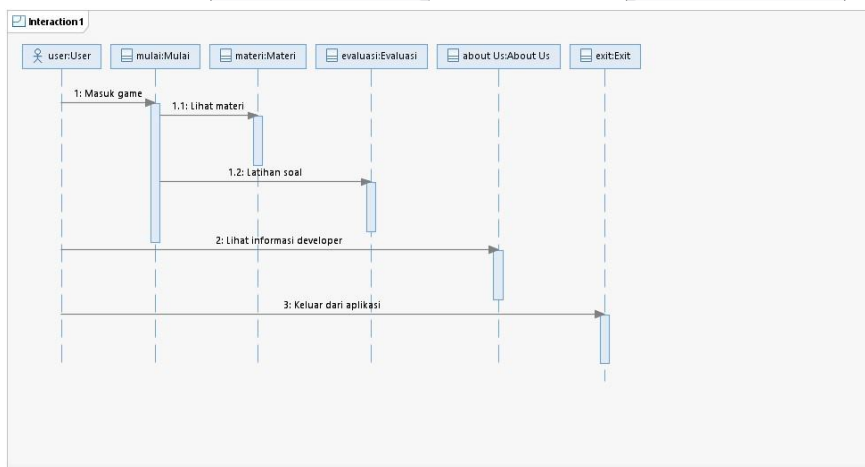 Interaction1
user:User
mulai:Mulai
materi:Materi
evaluasi:Evaluasi
about Us:About Us
exit:Exit
1: Masuk game
1.1: Lihat materi
1.2: Latihan soal
2: Lihat informasi developer
3: Keluar dari aplikasi